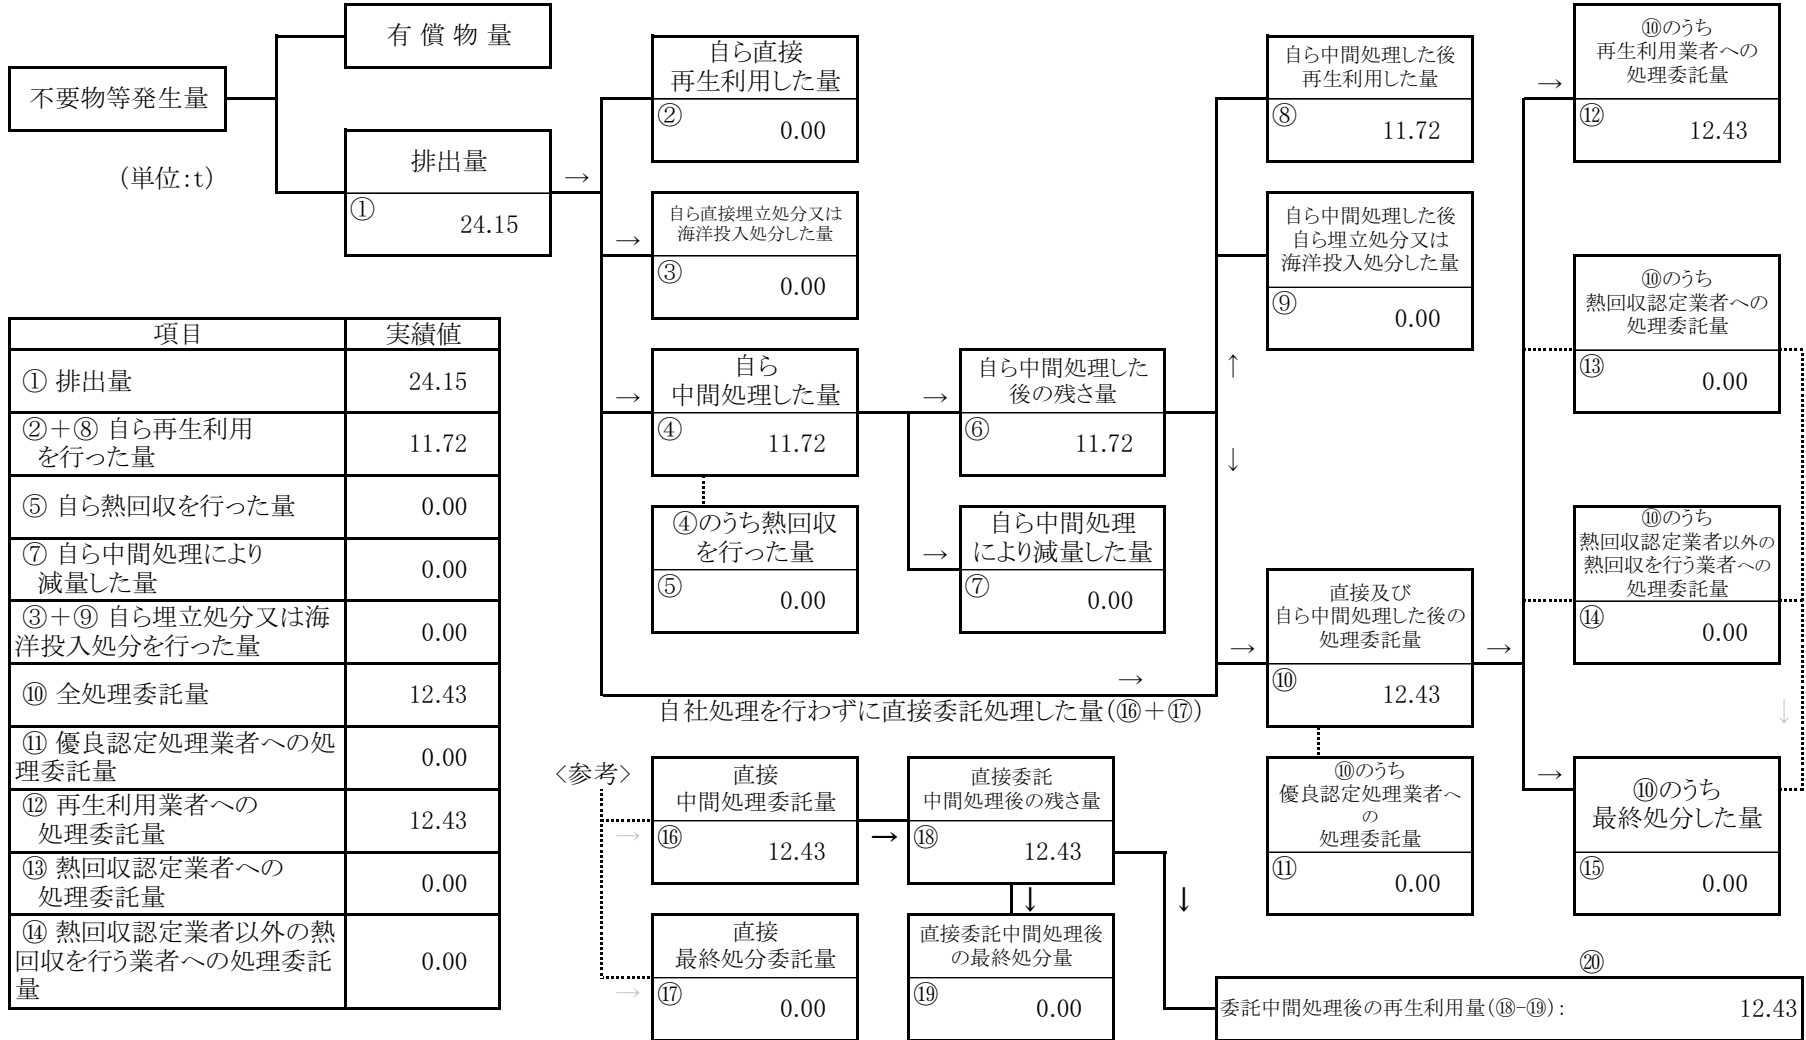 有 償 物 量
不要物等発生量
(単位:t)
排出量
①
24.15
→
自ら直接
再生利用した量
②
0.00
→
自ら直接埋立処分又は
海洋投入処分した量
③
0.00
→
自ら
中間処理した量
④
11.72
④のうち熱回収
を行った量
⑤
0.00
→
自ら中間処理した
後の残さ量
⑥
11.72
→
自ら中間処理
により減量した量
⑦
0.00
自ら中間処理した後
再生利用した量
⑧
11.72
自ら中間処理した後
自ら埋立処分又は
海洋投入処分した量
⑨
0.00
↑
↓
→
直接及び
自ら中間処理した後の
処理委託量
⑩
12.43
→
自社処理を行わずに直接委託処理した量(⑯+⑰)
⑩のうち
優良認定処理業者へ
の
処理委託量
⑪
0.00
→
→
⑩のうち
再生利用業者への
処理委託量
⑫
12.43
⑩のうち
熱回収認定業者への
処理委託量
⑬
0.00
⑩のうち
熱回収認定業者以外の
熱回収を行う業者への
処理委託量
⑭
0.00
↓
→
⑩のうち
最終処分した量
⑮
0.00
項目 実績値
① 排出量 24.15
②+⑧ 自ら再生利用
を行った量 11.72
⑤ 自ら熱回収を行った量 0.00
⑦ 自ら中間処理により
減量した量 0.00
③+⑨ 自ら埋立処分又は海
洋投入処分を行った量 0.00
⑩ 全処理委託量 12.43
⑪ 優良認定処理業者への処
理委託量 0.00
⑫ 再生利用業者への
処理委託量 12.43
⑬ 熱回収認定業者への
処理委託量 0.00
⑭ 熱回収認定業者以外の熱
回収を行う業者への処理委託
量 0.00
<参考>
→
直接
中間処理委託量
⑯
12.43
→
直接委託
中間処理後の残さ量
⑱
12.43
↓
↓
→
直接
最終処分委託量
⑰
0.00
直接委託中間処理後
の最終処分量
⑲
0.00
⑳
委託中間処理後の再生利用量(⑱-⑲): 12.43